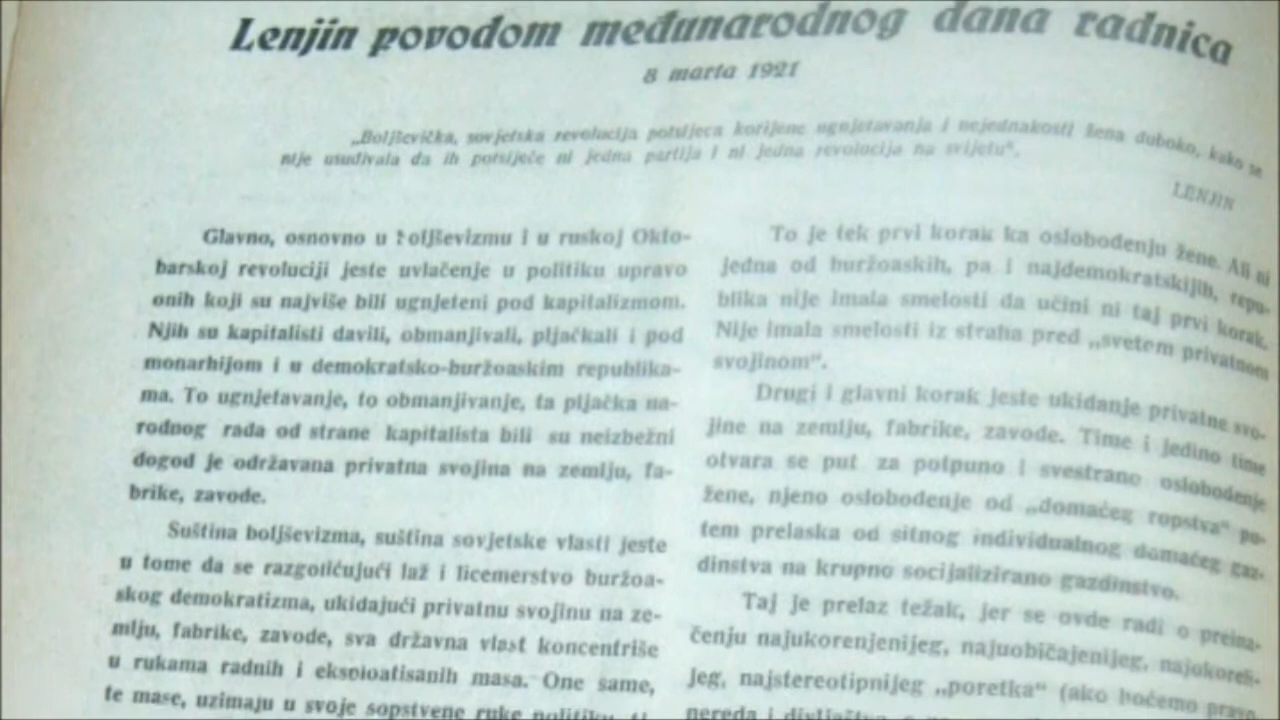 Lenjin povodom međunarodnog dana radnica
8 marta 1921
„Boljševička, sovjetska revolucija potsijeca korijene ugnjetavanja i nejednakosti žena duboko, kako se
nije usudivala da ih potsiječe ni jedna partija i ni jedna revolucija na svijetu“.
LENJIN
Glavno, osnovno u boljševizmu i u ruskoj Okto-
barskoj revoluciji jeste uvlačenje u politiku upravo
onih koji su najviše bili ugnjeteni pod kapitalizmom.
Njih su kapitalisti davili, obmanjivali, pljačkali i pod
monarhijom i u demokratsko-buržoaskim republika-
ma. To ugnjetavanje, to obmanjivanje, ta pljačka na-
rodnog rada od strane kapitalista bili su neizbežni
dogod je održavana privatna svojina na zemlju, fa-
brike, zavode.
Suština boljševizma, suština sovjetske vlasti jeste
u tome da se razgotićujući laž i licemerstvo buržoa-
skog demokratizma, ukidajući privatnu svojinu na ze-
mlju, fabrike, zavode, sva državna vlast koncentriše
u rukama radnih i eksploatisanih masa. One same,
te mase, uzimaju u svoje sopstvene ruke politiku, tj.
To je tek prvi korak ka oslobođenju žene. Ali ni
jedna od buržoaskih, pa i najdemokratskijih, repu-
blika nije imala smelosti da učini ni taj prvi korak.
Nije imala smelosti iz straha pred „svetom privatnom
svojinom“.
Drugi i glavni korak jeste ukidanje privatne svo-
jine na zemlju, fabrike, zavode. Time i jedino time
otvara se put za potpuno i svestrano oslobođenje
žene, njeno oslobođenje od „domaćeg ropstva“ pu-
tem prelaska od sitnog individualnog domaćeg gaz-
dinstva na krupno socijalizirano gazdinstvo.
Taj je prelaz težak, jer se ovde radi o preina-
čenju najukorenjenijeg, najuobičajenijeg, najokoreli-
jeg, najstereotipnijeg „poretka“ (ako hoćemo pravo
nereda i divljaštva